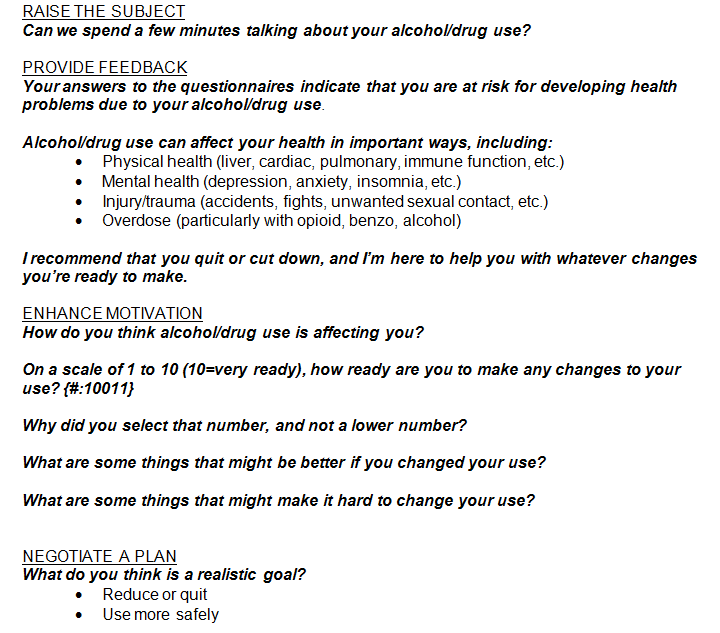 RAISE THE SUBJECT
Can we spend a few minutes talking about your alcohol/drug use?
PROVIDE FEEDBACK
Your answers to the questionnaires indicate that you are at risk for developing health
problems due to your alcohol/drug use.
Alcohol/drug use can affect your health in important ways, including:
• Physical health (liver, cardiac, pulmonary, immune function, etc.)
• Mental health (depression, anxiety, insomnia, etc.)
• Injury/trauma (accidents, fights, unwanted sexual contact, etc.)
• Overdose (particularly with opioid, benzo, alcohol)
I recommend that you quit or cut down, and I'm here to help you with whatever changes
you're ready to make.
ENHANCE MOTIVATION
How do you think alcohol/drug use is affecting you?
On a scale of 1 to 10 (10=very ready), how ready are you to make any changes to your
use? {#:10011}
Why did you select that number, and not a lower number?
What are some things that might be better if you changed your use?
What are some things that might make it hard to change your use?
NEGOTIATE A PLAN
What do you think is a realistic goal?
• Reduce or quit
• Use more safely